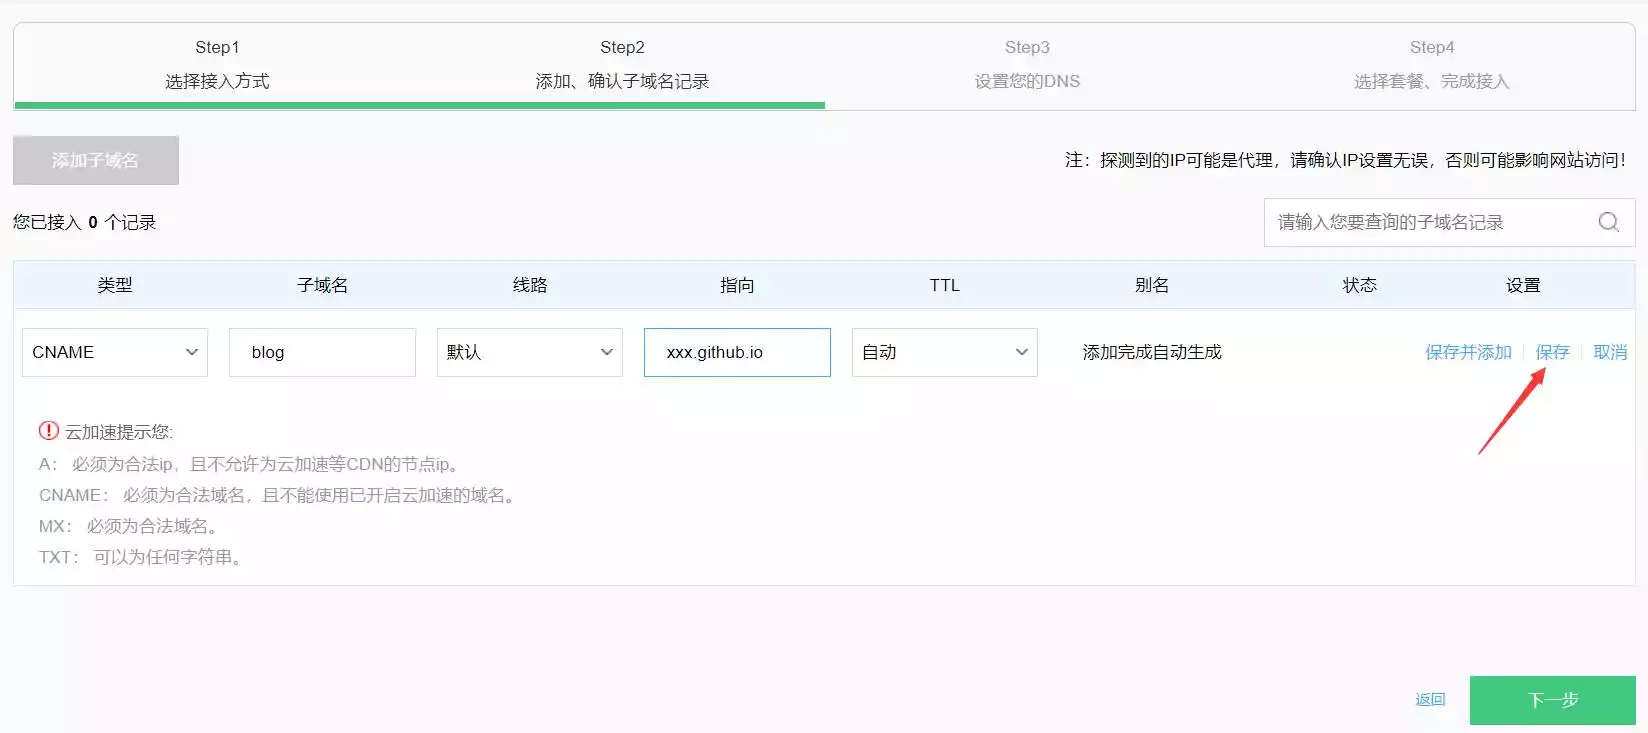 Step1
选择接入方式
Step2
添加、确认子域名记录
Step3
设置您的DNS
Step4
选择套餐、完成接入
添加子域名
注：探测到的IP可能是代理，请确认IP设置无误，否则可能影响网站访问！
您已接入 0 个记录
请输入您要查询的子域名记录
类型 子域名 线路 指向 TTL 别名 状态 设置
CNAME blog 默认 xxx.github.io 自动 添加完成自动生成 保存并添加 保存 取消
云加速提示您:
A： 必须为合法ip，且不允许为云加速等CDN的节点ip。
CNAME： 必须为合法域名，且不能使用已开启云加速的域名。
MX： 必须为合法域名。
TXT： 可以为任何字符串。
返回 下一步